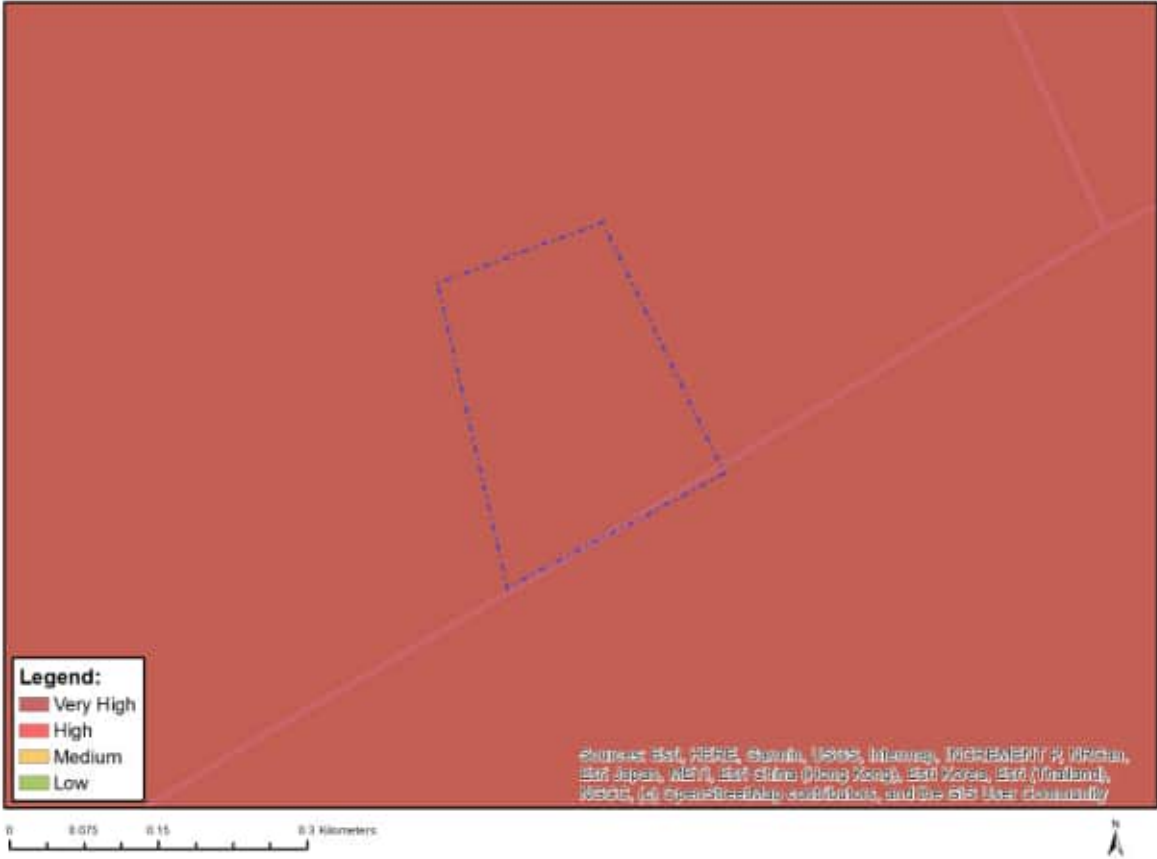 Legend:
Very High
High
Medium
Low
Sources: Esri, HERE, Garmin, USGS, Intermap, INCREMENT P, NRCan,
Esri Japan, METI, Esri China (Hong Kong), Esri Korea, Esri (Thailand),
NGCC, (c) OpenStreetMap contributors, and the GIS User Community
0 0.075 0.15 0.3 Kilometers
N